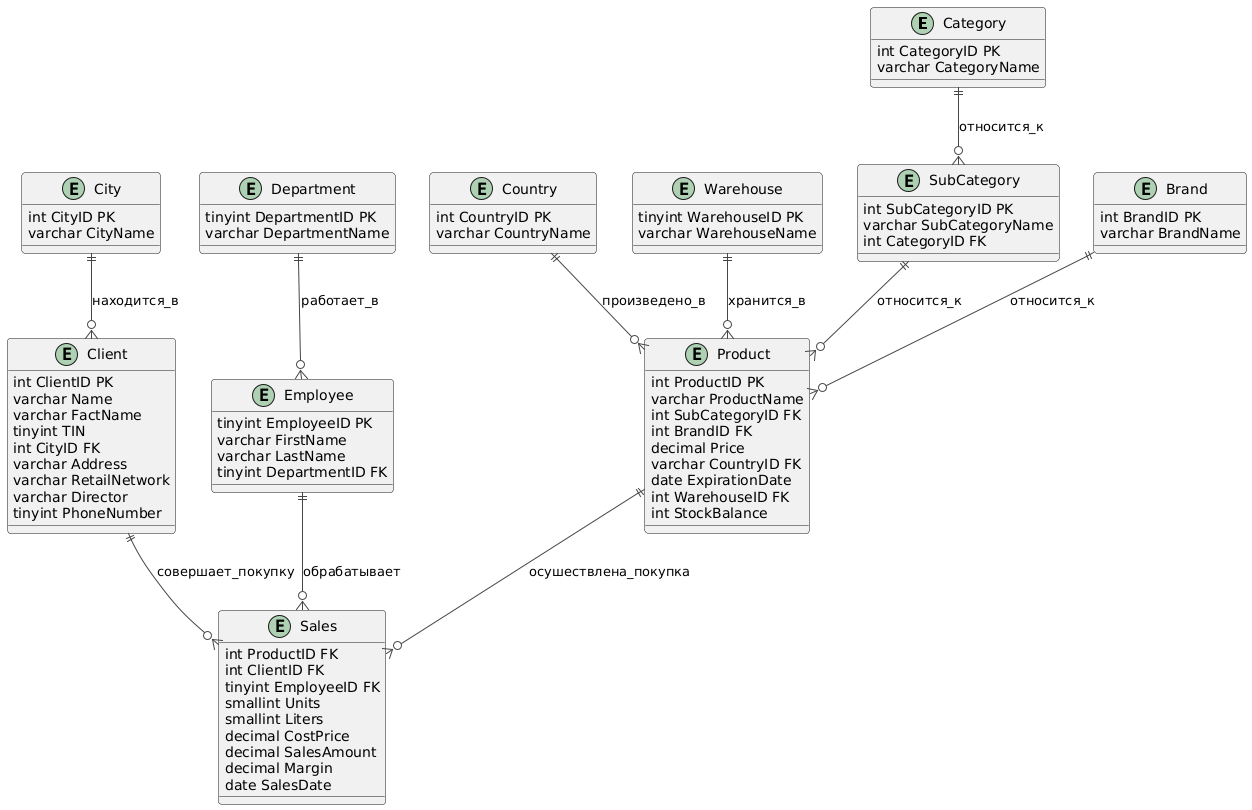 E Category
int CategoryID PK
varchar CategoryName
относится_к
E City
int CityID PK
varchar CityName
E Department
tinyint DepartmentID PK
varchar DepartmentName
E Country
int CountryID PK
varchar CountryName
E Warehouse
tinyint WarehouseID PK
varchar WarehouseName
E SubCategory
int SubCategoryID PK
varchar SubCategoryName
int CategoryID FK
E Brand
int BrandID PK
varchar BrandName
находится_в
работает_в
произведено_в
хранится_в
относится_к
относится_к
E Client
int ClientID PK
varchar Name
varchar FactName
tinyint TIN
int CityID FK
varchar Address
varchar RetailNetwork
varchar Director
tinyint PhoneNumber
E Employee
tinyint EmployeeID PK
varchar FirstName
varchar LastName
tinyint DepartmentID FK
E Product
int ProductID PK
varchar ProductName
int SubCategoryID FK
int BrandID FK
decimal Price
varchar CountryID FK
date ExpirationDate
int WarehouseID FK
int StockBalance
совершает_покупку
обрабатывает
осушествлена_покупка
E Sales
int ProductID FK
int ClientID FK
tinyint EmployeeID FK
smallint Units
smallint Liters
decimal CostPrice
decimal SalesAmount
decimal Margin
date SalesDate